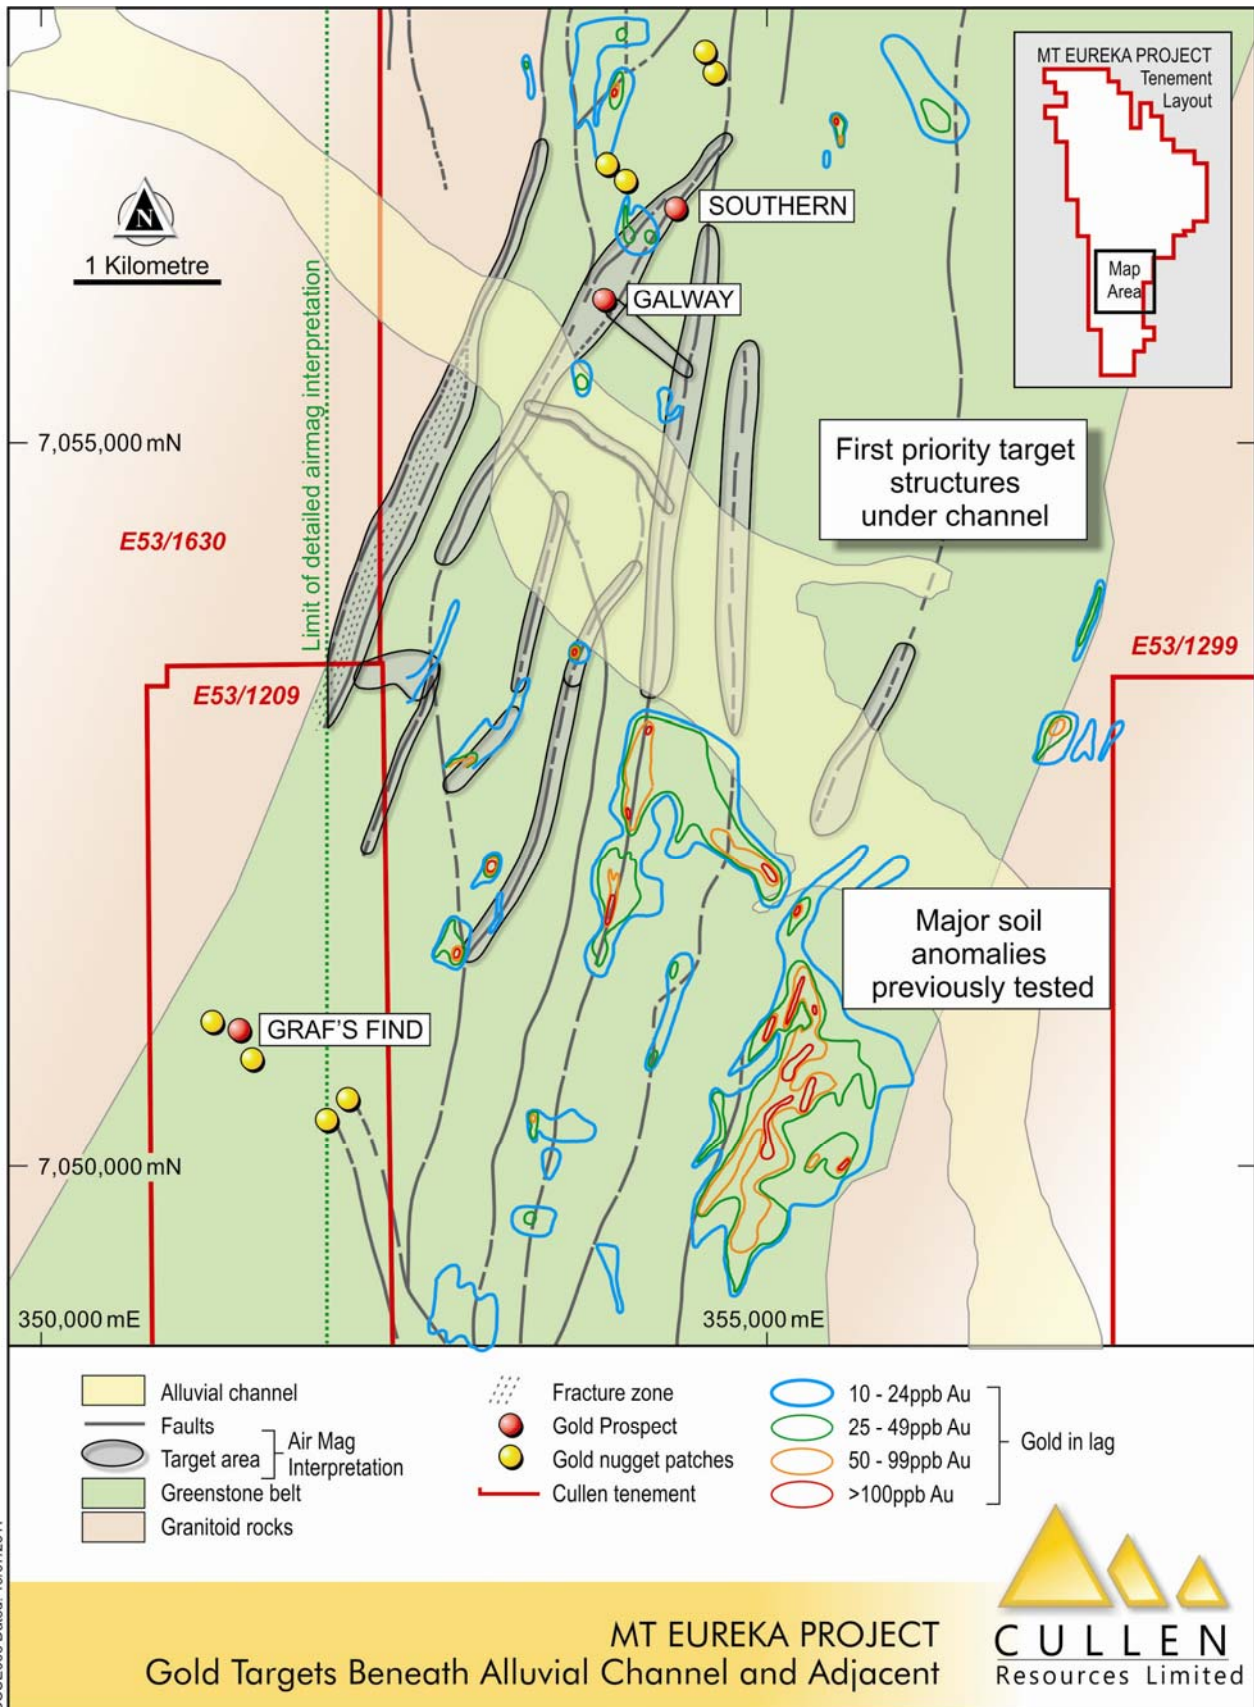 MT EUREKA PROJECT
Tenement
Layout
Map
Area
N
1 Kilometre
SOUTHERN
GALWAY
Limit of detailed airmag interpretation
7,055,000 mN
First priority target
structures
under channel
E53/1630
E53/1209
E53/1299
Major soil
anomalies
previously tested
GRAF'S FIND
7,050,000 mN
350,000 mE
355,000 mE
Alluvial channel
Faults
Target area
Air Mag
Interpretation
Greenstone belt
Granitoid rocks
Fracture zone
Gold Prospect
Gold nugget patches
Cullen tenement
10 - 24ppb Au
25 - 49ppb Au
50 - 99ppb Au
>100ppb Au
Gold in lag
MT EUREKA PROJECT
Gold Targets Beneath Alluvial Channel and Adjacent
CULLEN
Resources Limited